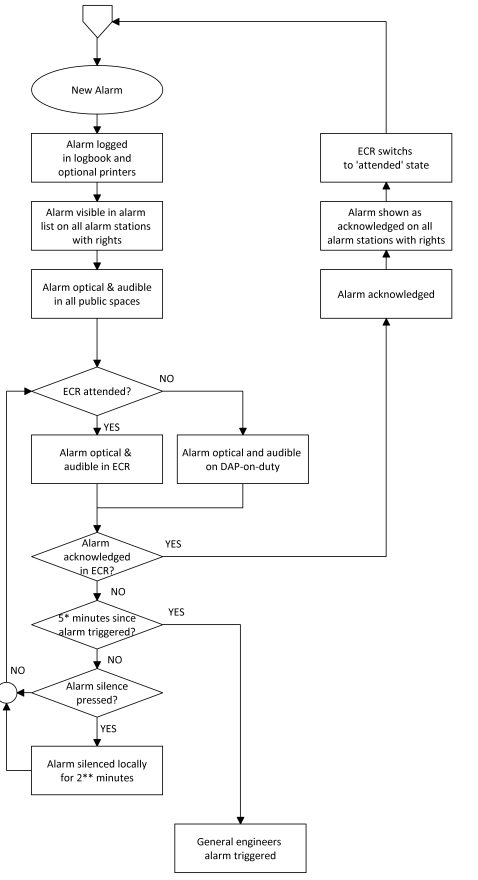 New Alarm
Alarm logged
in logbook and
optional printers
ECR switchs
to 'attended' state
Alarm visible in alarm
list on all alarm stations
with rights
Alarm shown as
acknowledged on all
alarm stations with rights
Alarm optical & audible
in all public spaces
Alarm acknowledged
ECR attended?
NO
YES
Alarm optical &
audible in ECR
Alarm optical and audible
on DAP-on-duty
Alarm
acknowledged
in ECR?
YES
NO
5* minutes since
alarm triggered?
YES
NO
Alarm silence
pressed?
NO
YES
Alarm silenced locally
for 2** minutes
General engineers
alarm triggered